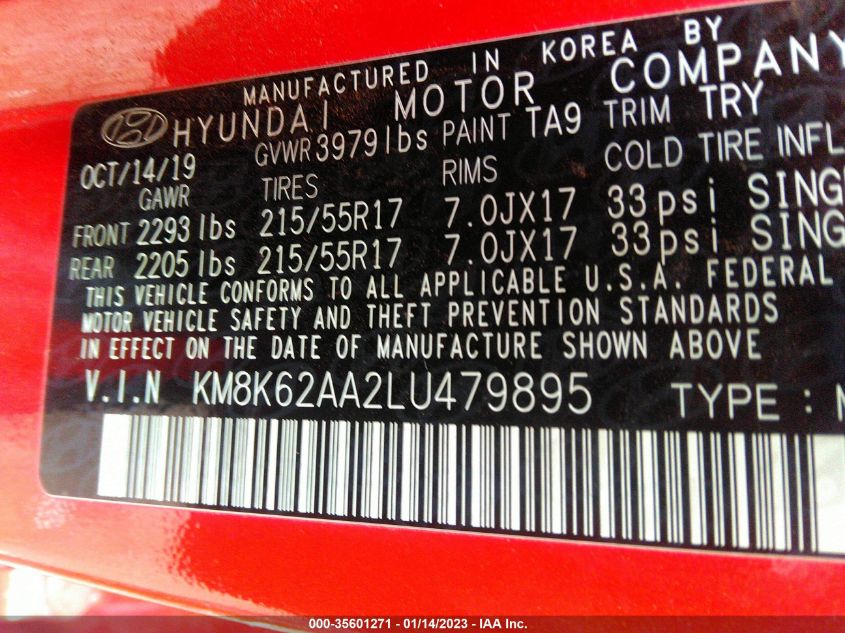 MANUFACTURED IN KOREA BY
HYUNDAI MOTOR COMPANY
OCT/14/19 GVWR 3979 lbs PAINT TA9 TRIM TRY
GAWR TIRES RIMS COLD TIRE INFL
FRONT 2293 lbs 215/55R17 7.0JX17 33 psi SING
REAR 2205 lbs 215/55R17 7.0JX17 33 psi SING
THIS VEHICLE CONFORMS TO ALL APPLICABLE U.S.A. FEDERAL
MOTOR VEHICLE SAFETY AND THEFT PREVENTION STANDARDS
IN EFFECT ON THE DATE OF MANUFACTURE SHOWN ABOVE
V.I.N KM8K62AA2LU479895 TYPE : M
000-35601271 - 01/14/2023 - IAA Inc.